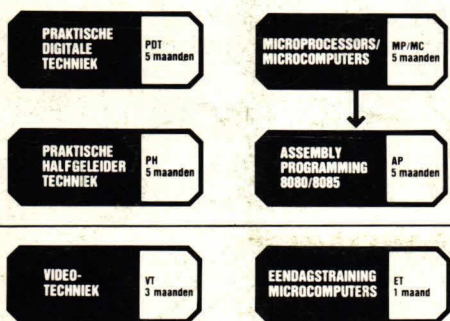 PRAKTISCHE
DIGITALE
TECHNIEK
PDT
5 maanden
MICROPROCESSORS/
MICROCOMPUTERS
MP/MC
5 maanden
PRAKTISCHE
HALFGELEIDER
TECHNIEK
PH
5 maanden
ASSEMBLY
PROGRAMMING
8080/8085
AP
5 maanden
VIDEO-
TECHNIEK
VT
3 maanden
EENDAGSTRAINING
MICROCOMPUTERS
ET
1 maand